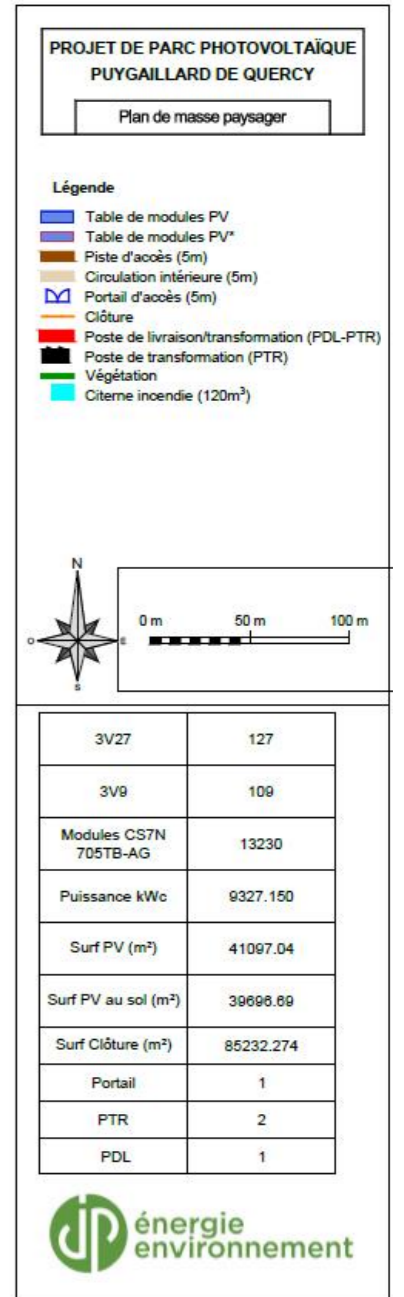 PROJET DE PARC PHOTOVOLTAÏQUE
PUYGAILLARD DE QUERCY
Plan de masse paysager
Légende
Table de modules PV
Table de modules PV*
Piste d'accès (5m)
Circulation intérieure (5m)
Portail d'accès (5m)
Clôture
Poste de livraison/transformation (PDL-PTR)
Poste de transformation (PTR)
Végétation
Citerne incendie (120m³)
N
O
E
S
0 m 50 m 100 m
3V27 127
3V9 109
Modules CS7N
705TB-AG 13230
Puissance kWc 9327.150
Surf PV (m²) 41097.04
Surf PV au sol (m²) 39696.69
Surf Clôture (m²) 85232.274
Portail 1
PTR 2
PDL 1
JP énergie
environnement